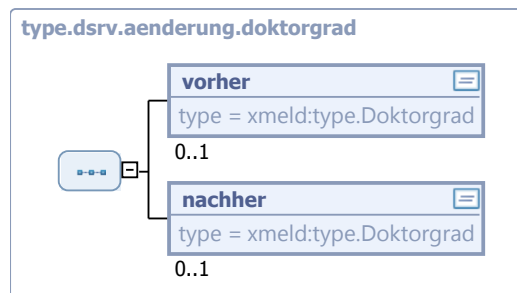 type.dsrv.aenderung.doktorgrad
vorher
type = xmeld:type.Doktorgrad
0..1
nachher
type = xmeld:type.Doktorgrad
0..1